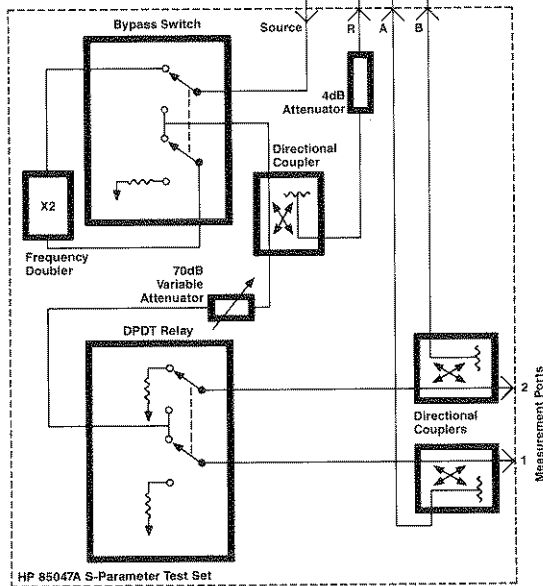 Bypass Switch
Source
R
A
B
4dB
Attenuator
Directional
Coupler
X2
Frequency
Doubler
70dB
Variable
Attenuator
DPDT Relay
2
Directional
Couplers
1
Measurement Ports
HP 85047A S-Parameter Test Set